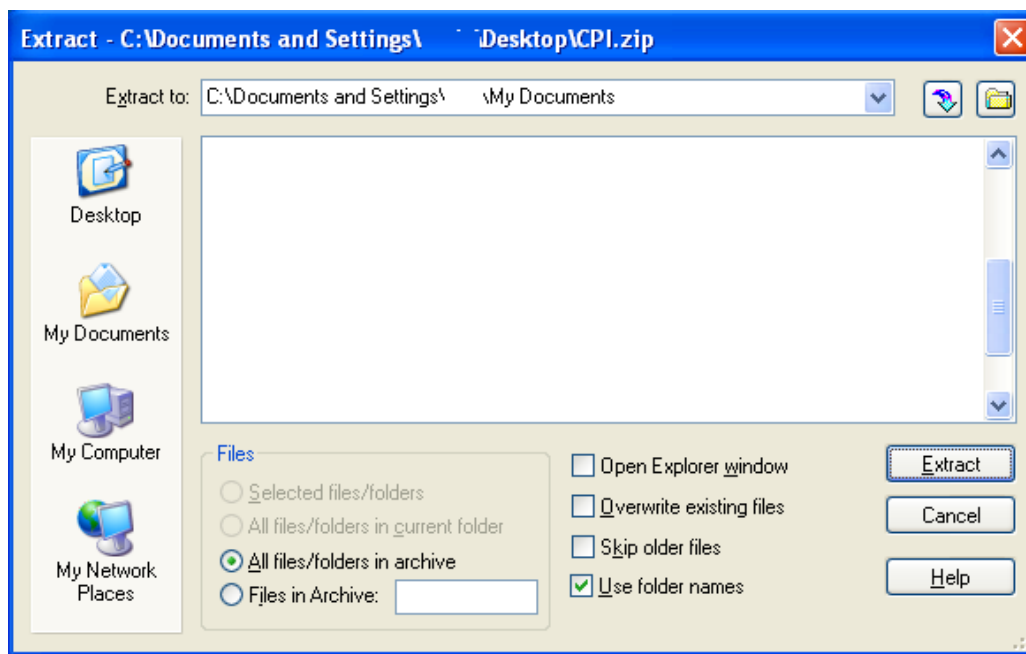 Extract - C:\Documents and Settings\ \Desktop\CPI.zip
Extract to: C:\Documents and Settings\ \My Documents
Desktop
My Documents
My Computer
My Network
Places
Files
Selected files/folders
All files/folders in current folder
All files/folders in archive
Files in Archive:
Open Explorer window
Overwrite existing files
Skip older files
Use folder names
Extract
Cancel
Help